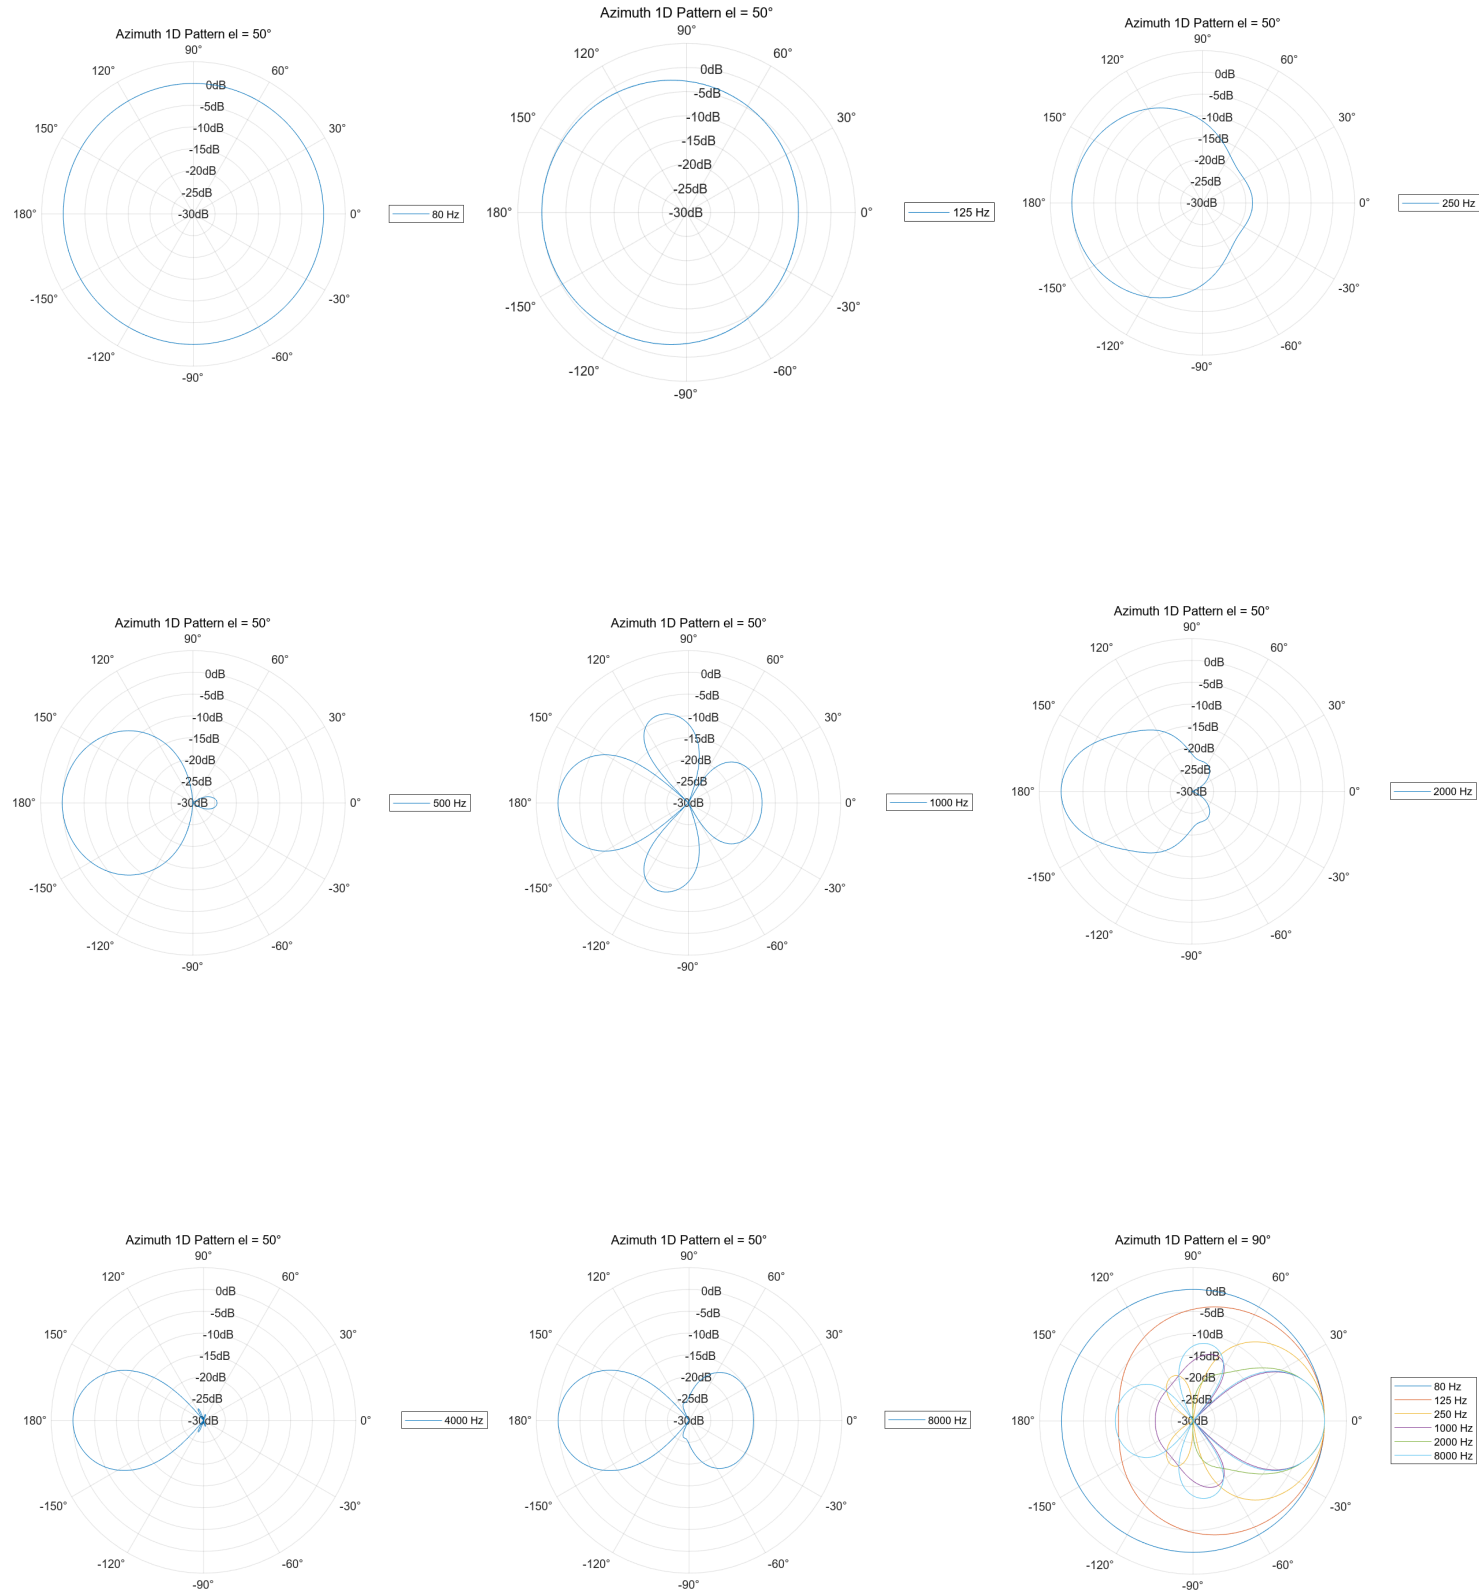 Azimuth 1D Pattern el = 50°
90°
120° 60°
0dB
-5dB
150° -10dB 30°
-15dB
-20dB
-25dB
180° -30dB 0°
80 Hz
-150° -30°
-120° -60°
-90°
Azimuth 1D Pattern el = 50°
90°
120° 60°
0dB
-5dB
150° -10dB 30°
-15dB
-20dB
-25dB
180° -30dB 0°
125 Hz
-150° -30°
-120° -60°
-90°
Azimuth 1D Pattern el = 50°
90°
120° 60°
0dB
-5dB
150° -10dB 30°
-15dB
-20dB
-25dB
180° -30dB 0°
250 Hz
-150° -30°
-120° -60°
-90°
Azimuth 1D Pattern el = 50°
90°
120° 60°
0dB
-5dB
150° -10dB 30°
-15dB
-20dB
-25dB
180° -30dB 0°
500 Hz
-150° -30°
-120° -60°
-90°
Azimuth 1D Pattern el = 50°
90°
120° 60°
0dB
-5dB
150° -10dB 30°
-15dB
-20dB
-25dB
180° -30dB 0°
1000 Hz
-150° -30°
-120° -60°
-90°
Azimuth 1D Pattern el = 50°
90°
120° 60°
0dB
-5dB
150° -10dB 30°
-15dB
-20dB
-25dB
180° -30dB 0°
2000 Hz
-150° -30°
-120° -60°
-90°
Azimuth 1D Pattern el = 50°
90°
120° 60°
0dB
-5dB
150° -10dB 30°
-15dB
-20dB
-25dB
180° -30dB 0°
4000 Hz
-150° -30°
-120° -60°
-90°
Azimuth 1D Pattern el = 50°
90°
120° 60°
0dB
-5dB
150° -10dB 30°
-15dB
-20dB
-25dB
180° -30dB 0°
8000 Hz
-150° -30°
-120° -60°
-90°
Azimuth 1D Pattern el = 90°
90°
120° 60°
0dB
-5dB
150° -10dB 30°
-15dB
-20dB
-25dB
180° -30dB 0°
80 Hz
125 Hz
250 Hz
1000 Hz
2000 Hz
8000 Hz
-150° -30°
-120° -60°
-90°